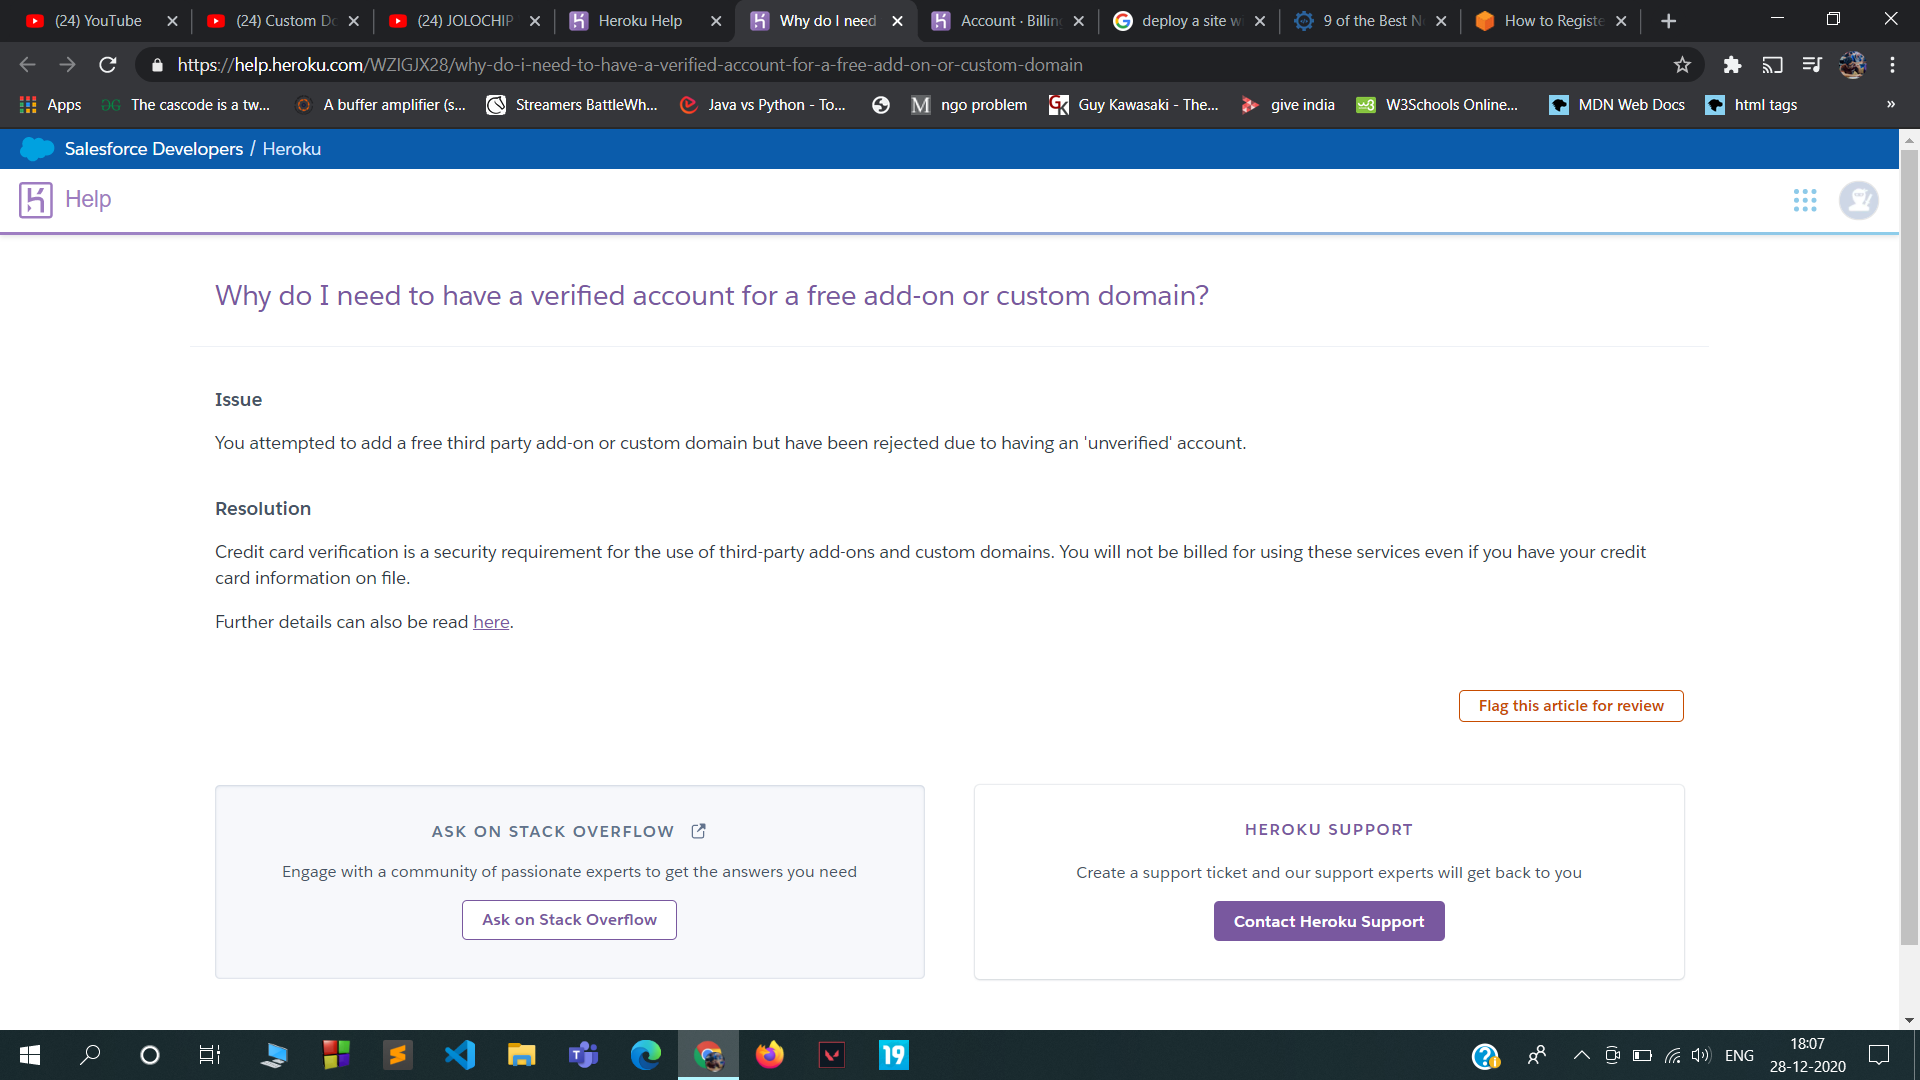 (24) YouTube
(24) Custom Do
(24) JOLOCHIP
Heroku Help
Why do I need
Account · Billin
deploy a site w
9 of the Best N
How to Registe
https://help.heroku.com/WZIGJX28/why-do-i-need-to-have-a-verified-account-for-a-free-add-on-or-custom-domain
Apps
The cascode is a tw...
A buffer amplifier (s...
Streamers BattleWh...
Java vs Python - To...
ngo problem
Guy Kawasaki - The...
give india
W3Schools Online...
MDN Web Docs
html tags
»
Salesforce Developers / Heroku
Help
Why do I need to have a verified account for a free add-on or custom domain?
Issue
You attempted to add a free third party add-on or custom domain but have been rejected due to having an 'unverified' account.
Resolution
Credit card verification is a security requirement for the use of third-party add-ons and custom domains. You will not be billed for using these services even if you have your credit
card information on file.
Further details can also be read here.
Flag this article for review
ASK ON STACK OVERFLOW
Engage with a community of passionate experts to get the answers you need
Ask on Stack Overflow
HEROKU SUPPORT
Create a support ticket and our support experts will get back to you
Contact Heroku Support
19
ENG
18:07
28-12-2020